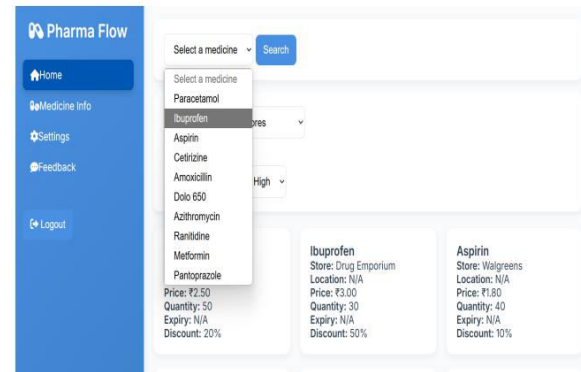 Pharma Flow
Home
Medicine Info
Settings
Feedback
Logout
Select a medicine
Search
Select a medicine
Paracetamol
Ibuprofen
Aspirin
Cetirizine
Amoxicillin
Dolo 650
Azithromycin
Ranitidine
Metformin
Pantoprazole
High
Price: ₹2.50
Quantity: 50
Expiry: N/A
Discount: 20%
Ibuprofen
Store: Drug Emporium
Location: N/A
Price: ₹3.00
Quantity: 30
Expiry: N/A
Discount: 50%
Aspirin
Store: Walgreens
Location: N/A
Price: ₹1.80
Quantity: 40
Expiry: N/A
Discount: 10%